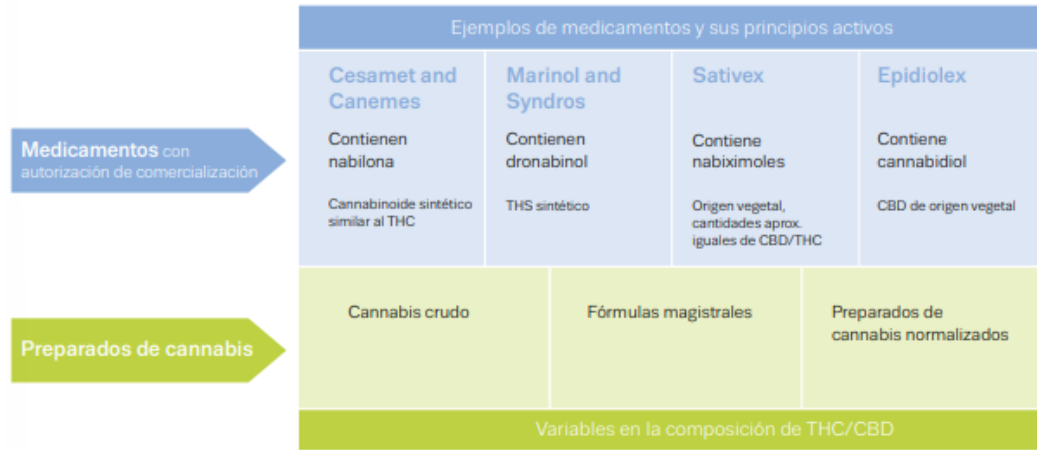 Ejemplos de medicamentos y sus principios activos
Medicamentos con
autorización de comercialización
Cesamet and
Canemes
Contienen
nabilona
Cannabinoide sintético
similar al THC
Marinol and
Syndros
Contienen
dronabinol
THS sintético
Sativex
Contiene
nabiximoles
Origen vegetal,
cantidades aprox.
iguales de CBD/THC
Epidiolex
Contiene
cannabidiol
CBD de origen vegetal
Preparados de cannabis
Cannabis crudo
Fórmulas magistrales
Preparados de
cannabis normalizados
Variables en la composición de THC/CBD